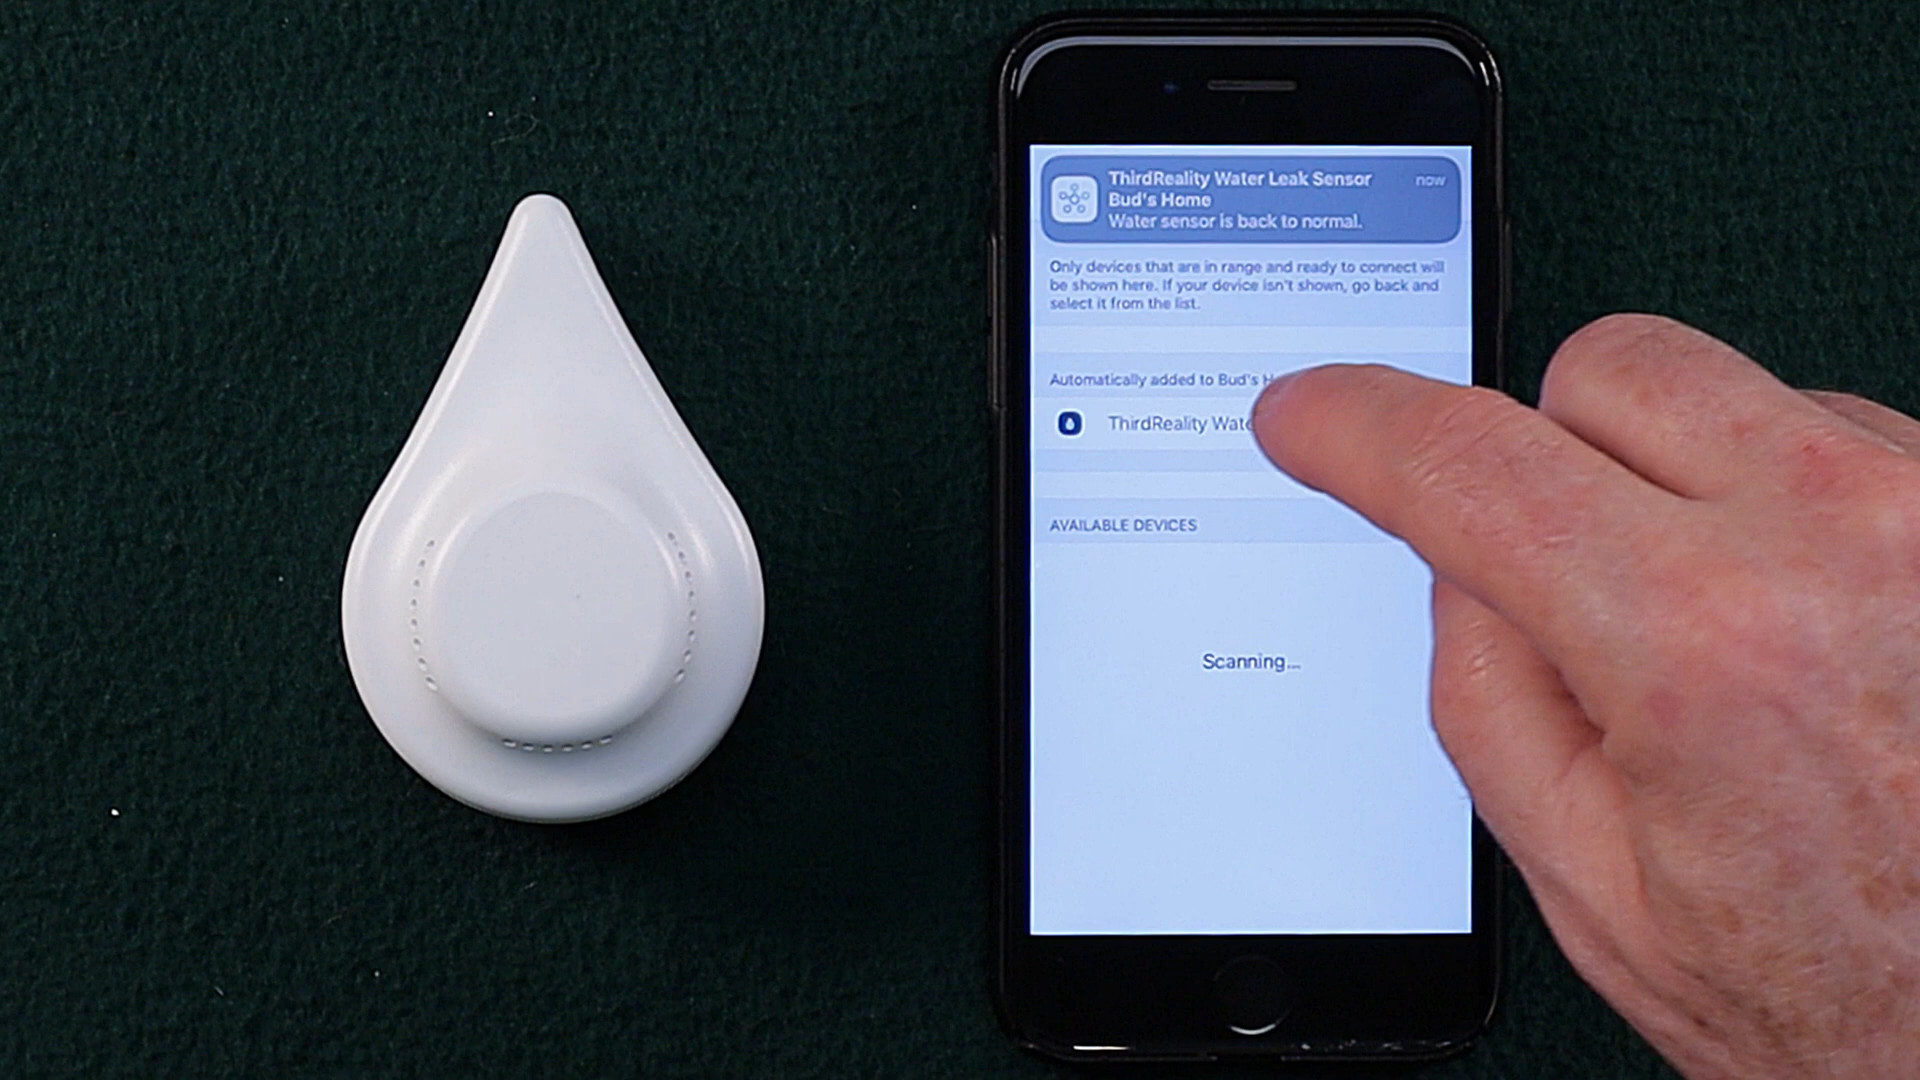 ThirdReality Water Leak Sensor
now
Bud's Home
Water sensor is back to normal.
Only devices that are in range and ready to connect will
be shown here. If your device isn't shown, go back and
select it from the list.
Automatically added to Bud's H
ThirdReality Wate
AVAILABLE DEVICES
Scanning...